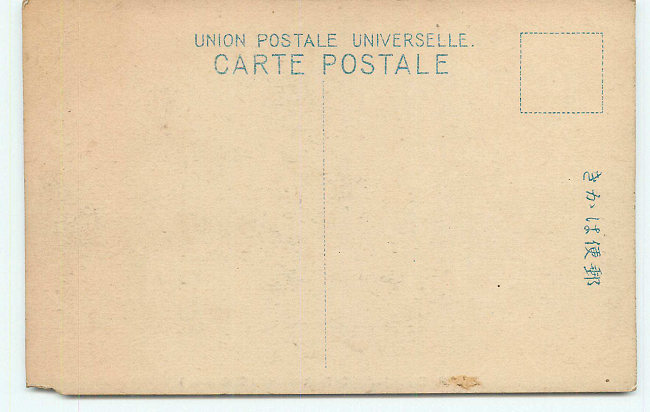 UNION POSTALE UNIVERSELLE.
CARTE POSTALE
きかは便郵